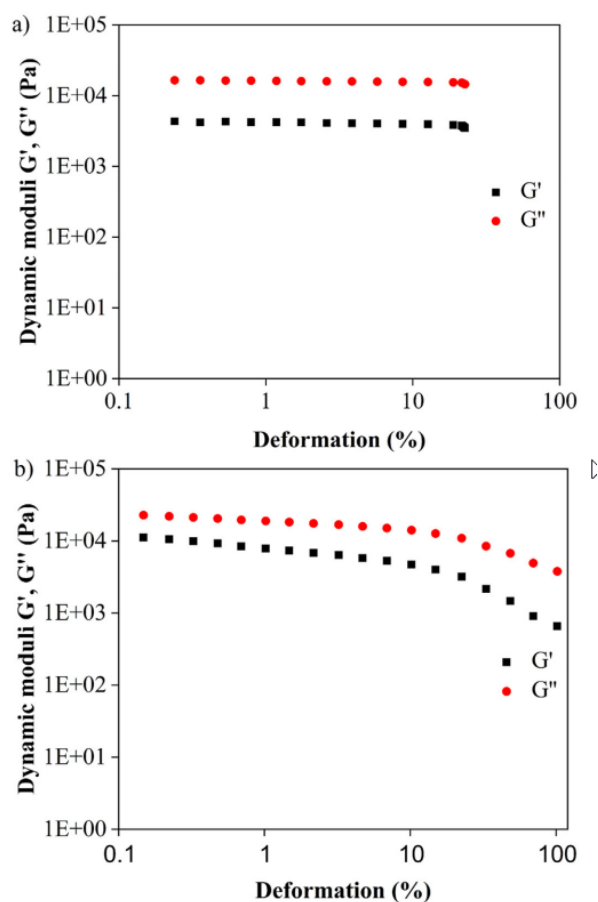 a)
1E+05
1E+04
1E+03
1E+02
1E+01
1E+00
Dynamic moduli G', G'' (Pa)
G'
G''
0.1 1 10 100
Deformation (%)
b)
1E+05
1E+04
1E+03
1E+02
1E+01
1E+00
Dynamic moduli G', G'' (Pa)
G'
G''
0.1 1 10 100
Deformation (%)